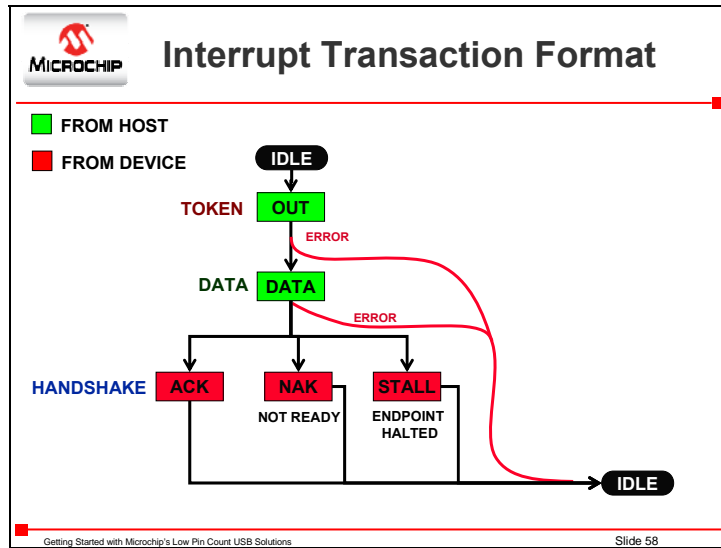 MICROCHIP
Interrupt Transaction Format
FROM HOST
FROM DEVICE
IDLE
TOKEN
OUT
ERROR
DATA
DATA
ERROR
HANDSHAKE
ACK
NAK
STALL
NOT READY
ENDPOINT
HALTED
IDLE
Getting Started with Microchip's Low Pin Count USB Solutions
Slide 58